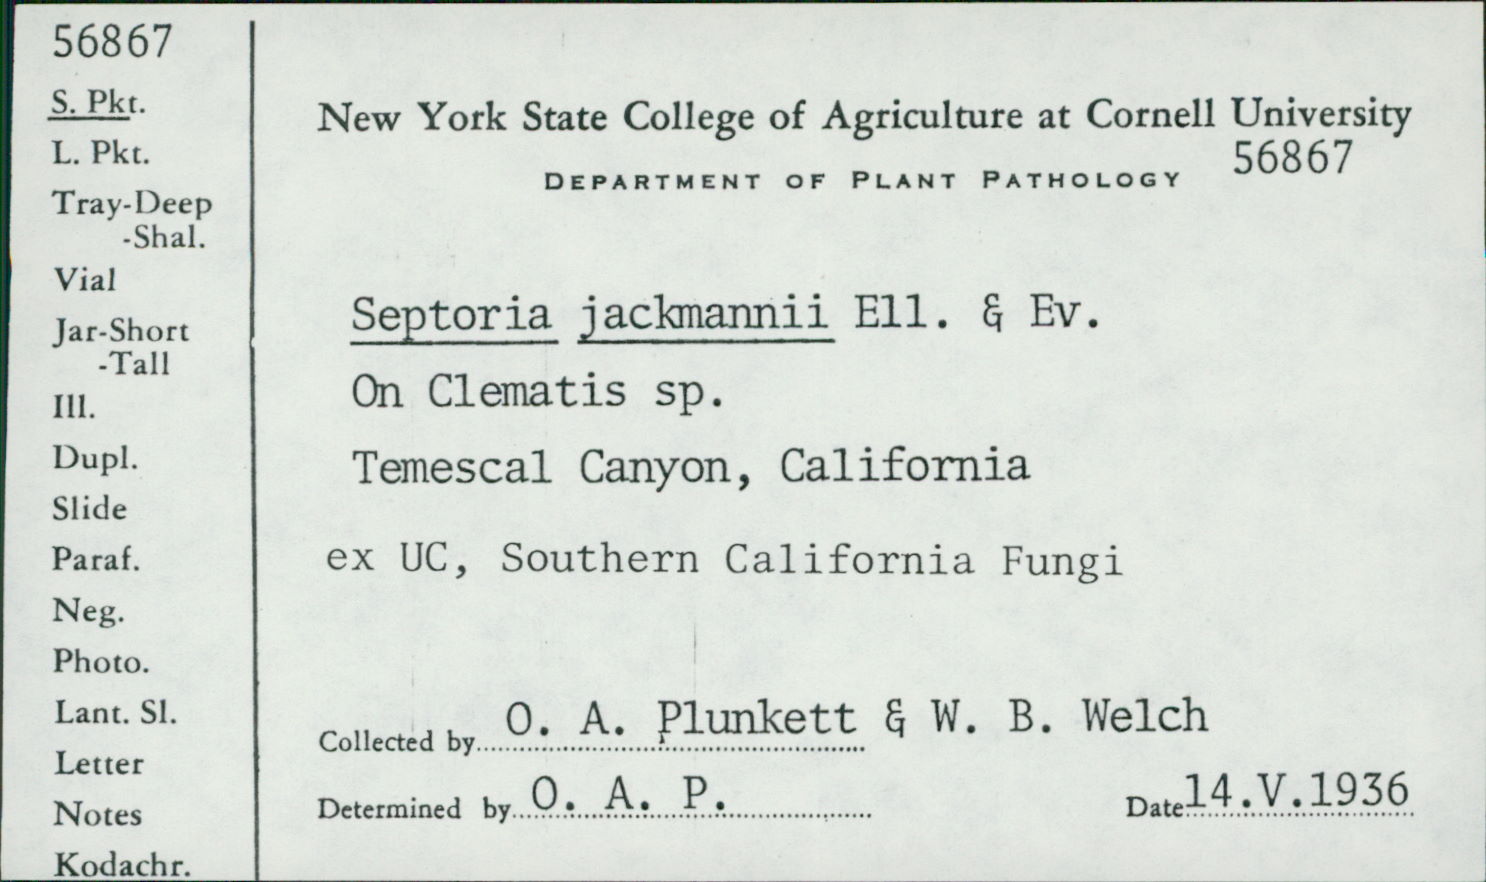 56867
S. Pkt.
L. Pkt.
Tray-Deep
-Shal.
Vial
Jar-Short
-Tall
Ill.
Dupl.
Slide
Paraf.
Neg.
Photo.
Lant. Sl.
Letter
Notes
Kodachr.
New York State College of Agriculture at Cornell University
56867
DEPARTMENT OF PLANT PATHOLOGY
Septoria jackmannii Ell. & Ev.
On Clematis sp.
Temescal Canyon, California
ex UC, Southern California Fungi
Collected by O. A. Plunkett & W. B. Welch
Determined by O. A. P. Date 14.V.1936